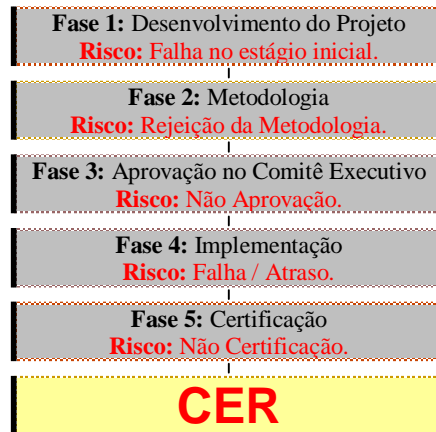 Fase 1: Desenvolvimento do Projeto
Risco: Falha no estágio inicial.
Fase 2: Metodologia
Risco: Rejeição da Metodologia.
Fase 3: Aprovação no Comitê Executivo
Risco: Não Aprovação.
Fase 4: Implementação
Risco: Falha / Atraso.
Fase 5: Certificação
Risco: Não Certificação.
CER